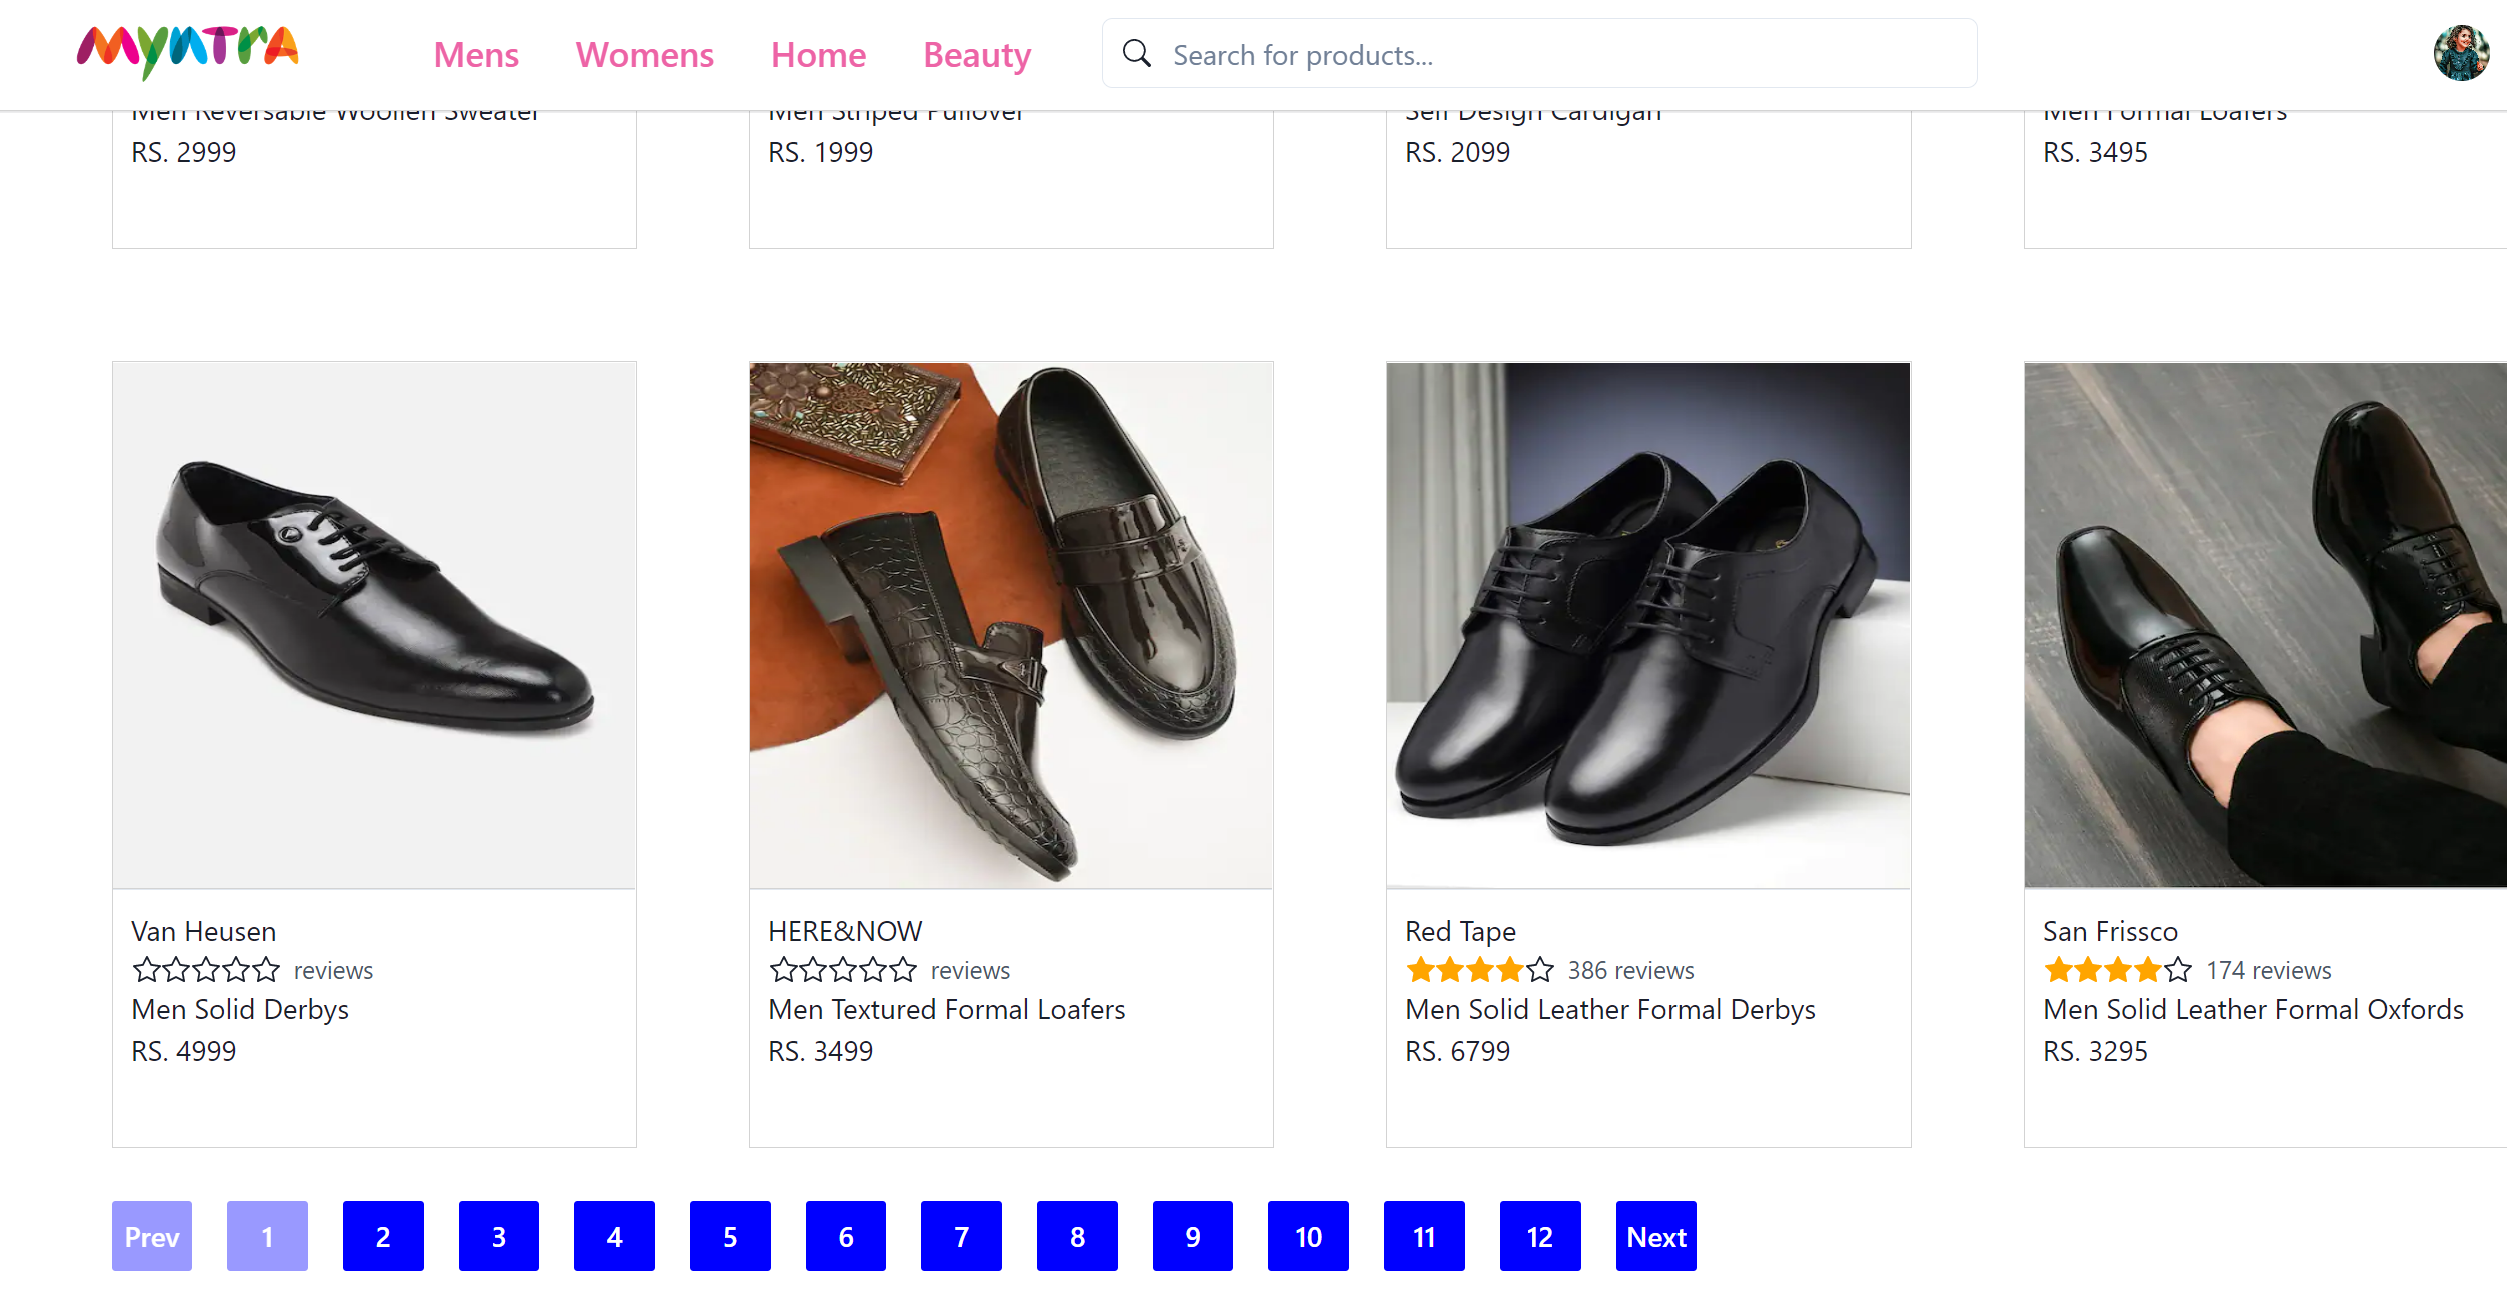 Myntra
Mens Womens Home Beauty Search for products...
Men Reversable Woollen Sweater
RS. 2999
Men Striped Pullover
RS. 1999
Self Design Cardigan
RS. 2099
Men Formal Loafers
RS. 3495
Van Heusen
reviews
Men Solid Derbys
RS. 4999
HERE&NOW
reviews
Men Textured Formal Loafers
RS. 3499
Red Tape
386 reviews
Men Solid Leather Formal Derbys
RS. 6799
San Frissco
174 reviews
Men Solid Leather Formal Oxfords
RS. 3295
Prev 1 2 3 4 5 6 7 8 9 10 11 12 Next